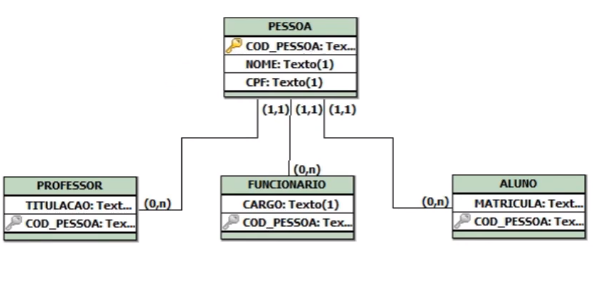 PESSOA
COD_PESSOA: Tex...
NOME: Texto(1)
CPF: Texto(1)
(1,1) (1,1) (1,1)
(0,n) (0,n) (0,n)
PROFESSOR
TITULACAO: Text...
COD_PESSOA: Tex...
FUNCIONARIO
CARGO: Texto(1)
COD_PESSOA: Tex...
ALUNO
MATRICULA: Text...
COD_PESSOA: Tex...